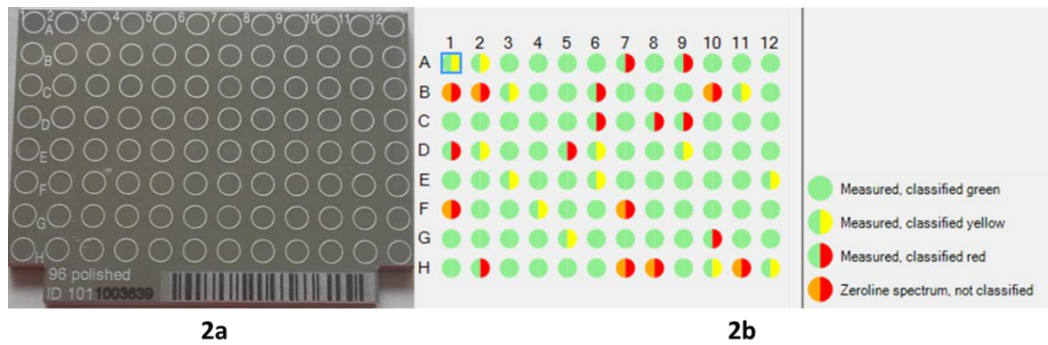 1 2 3 4 5 6 7 8 9 10 11 12
A
B
C
D
E
F
G
H
96 polished
ID 1011003639
1 2 3 4 5 6 7 8 9 10 11 12
A
B
C
D
E
F
G
H
Measured, classified green
Measured, classified yellow
Measured, classified red
Zeroline spectrum, not classified
2a
2b